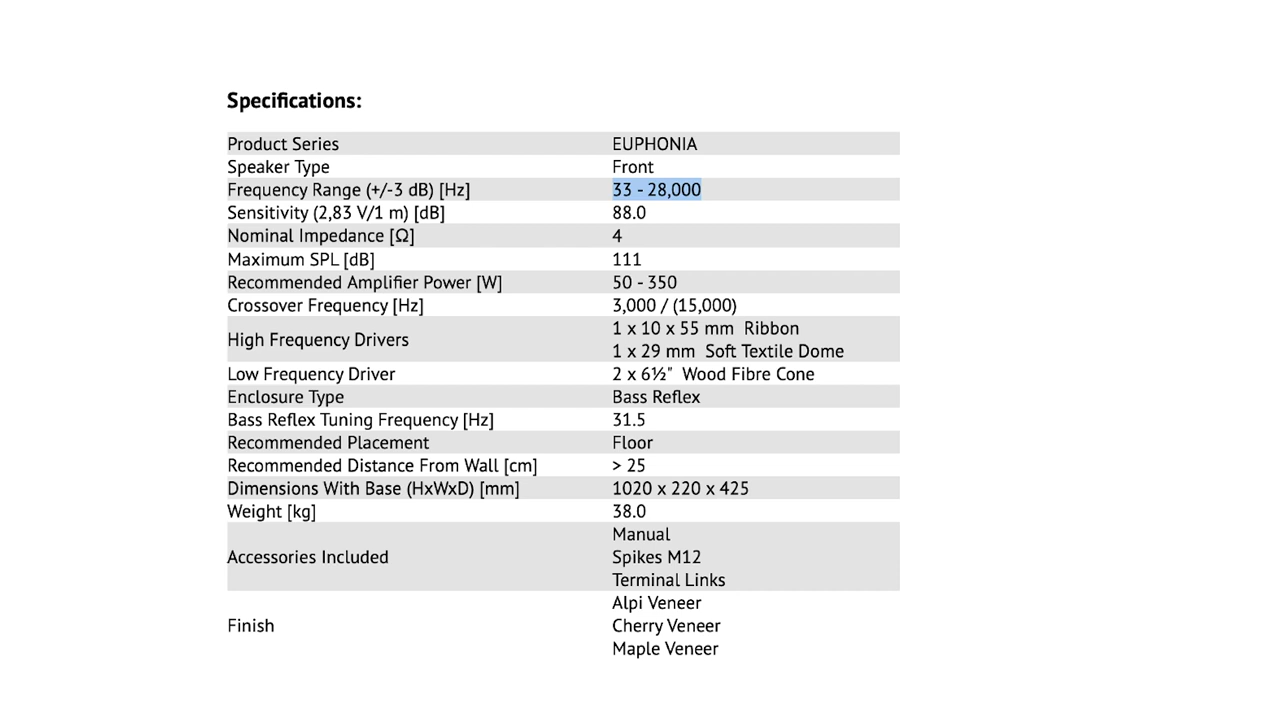 Specifications:
Product Series EUPHONIA
Speaker Type Front
Frequency Range (+/-3 dB) [Hz] 33 - 28,000
Sensitivity (2,83 V/1 m) [dB] 88.0
Nominal Impedance [Ω] 4
Maximum SPL [dB] 111
Recommended Amplifier Power [W] 50 - 350
Crossover Frequency [Hz] 3,000 / (15,000)
High Frequency Drivers
1 x 10 x 55 mm Ribbon
1 x 29 mm Soft Textile Dome
Low Frequency Driver 2 x 6½" Wood Fibre Cone
Enclosure Type Bass Reflex
Bass Reflex Tuning Frequency [Hz] 31.5
Recommended Placement Floor
Recommended Distance From Wall [cm] > 25
Dimensions With Base (HxWxD) [mm] 1020 x 220 x 425
Weight [kg] 38.0
Accessories Included
Manual
Spikes M12
Terminal Links
Finish
Alpi Veneer
Cherry Veneer
Maple Veneer